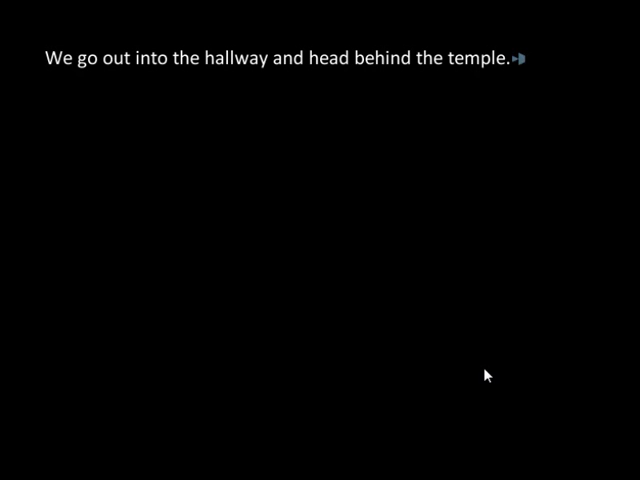 We go out into the hallway and head behind the temple.